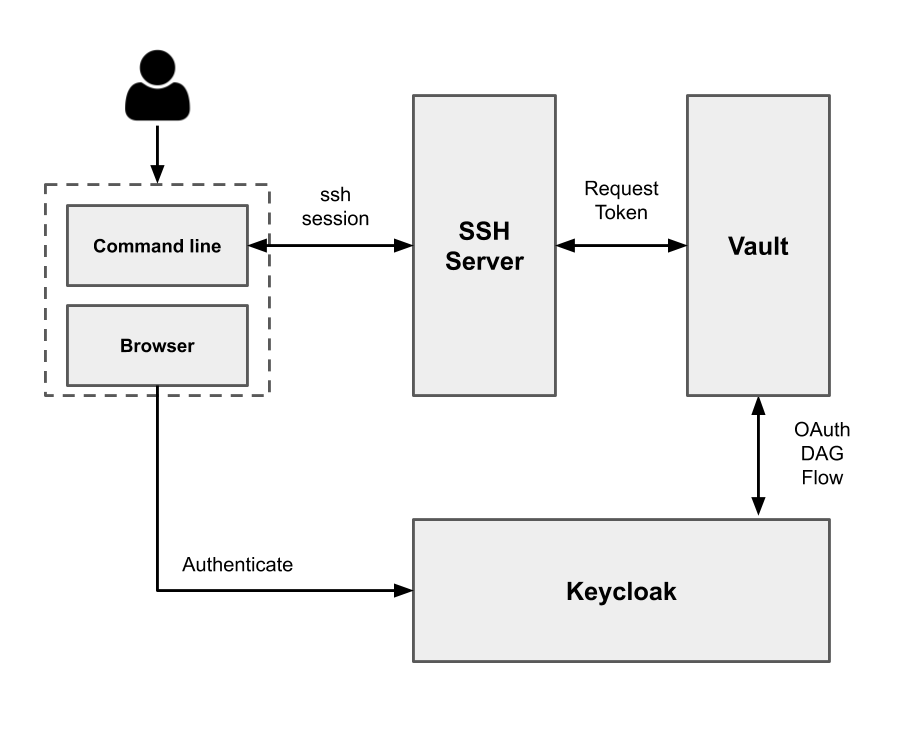 ssh
session
Request
Token
Command line
SSH
Server
Vault
Browser
OAuth
DAG
Flow
Authenticate
Keycloak